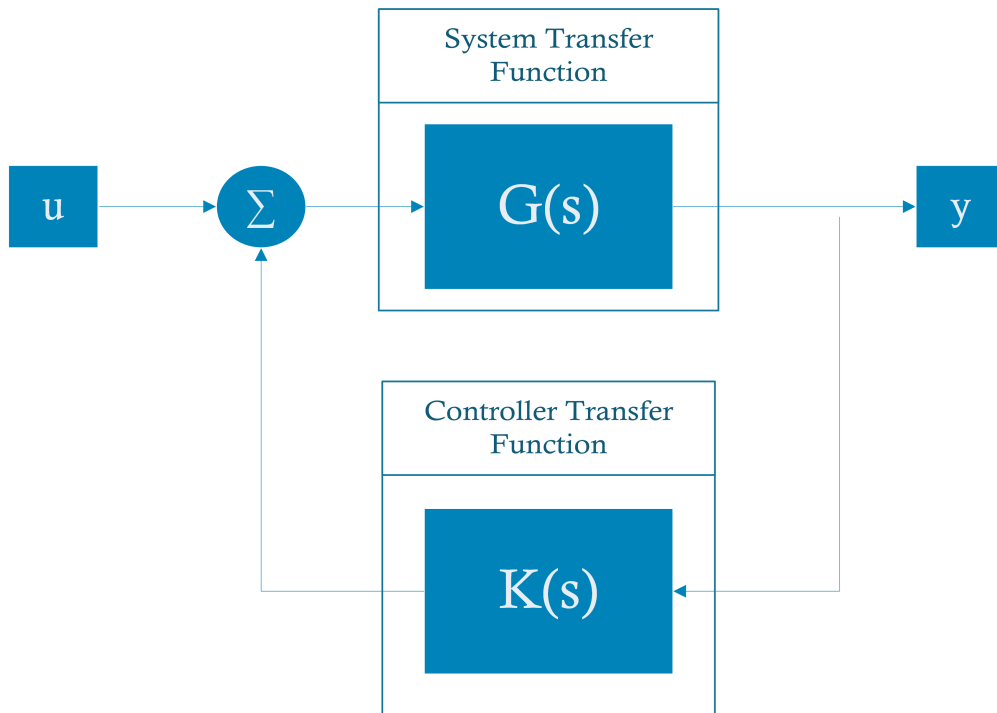 System Transfer
Function
u
∑
G(s)
y
Controller Transfer
Function
K(s)